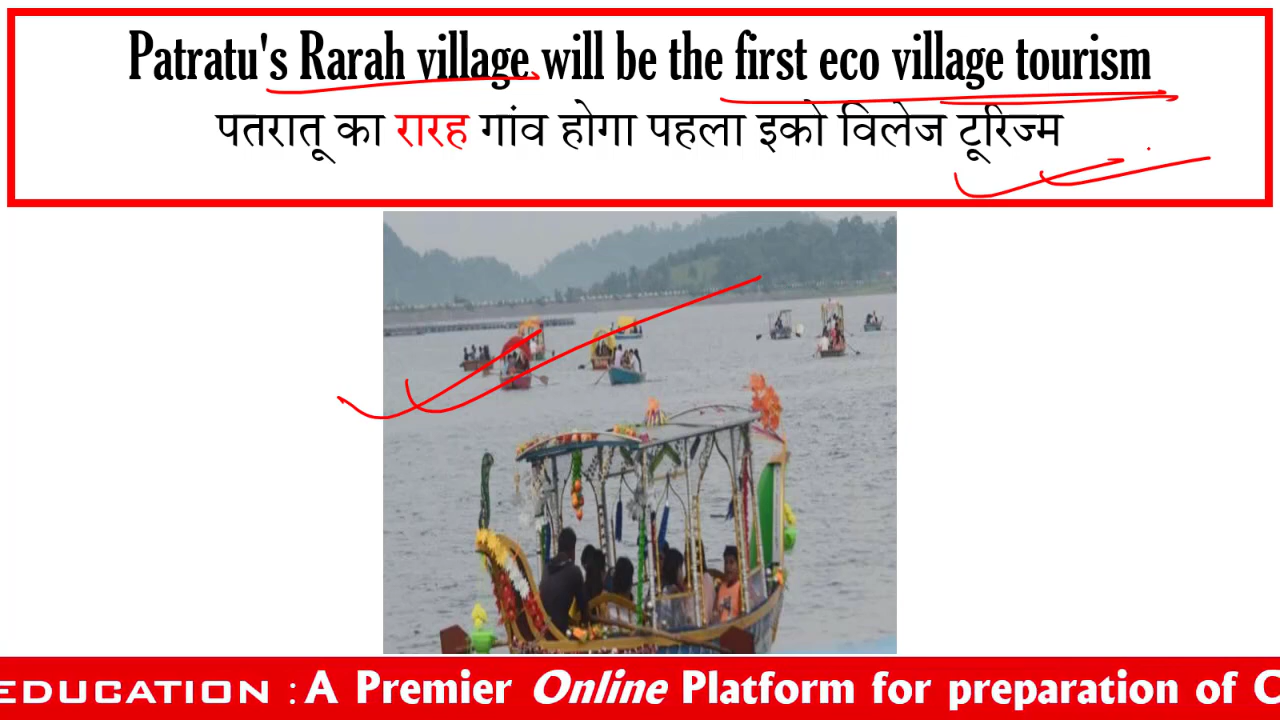 Patratu's Rarah village will be the first eco village tourism
पतरातू का रारह गांव होगा पहला इको विलेज टूरिज्म
EDUCATION : A Premier Online Platform for preparation of C